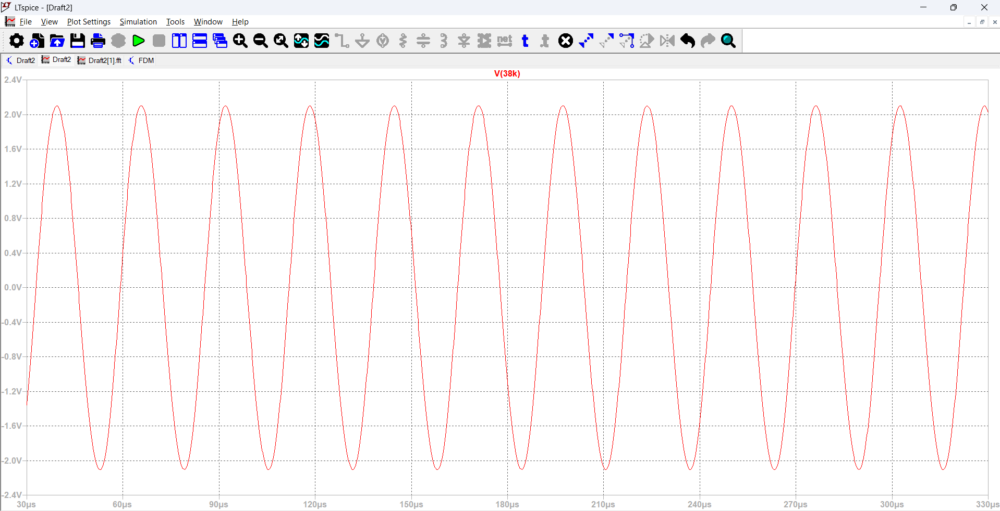 LTspice - [Draft2]
File View Plot Settings Simulation Tools Window Help
net t .t
Draft2 Draft2 Draft2[1].fft FDM
V(38k)
2.4V
2.0V
1.6V
1.2V
0.8V
0.4V
0.0V
-0.4V
-0.8V
-1.2V
-1.6V
-2.0V
-2.4V
30µs 60µs 90µs 120µs 150µs 180µs 210µs 240µs 270µs 300µs 330µs